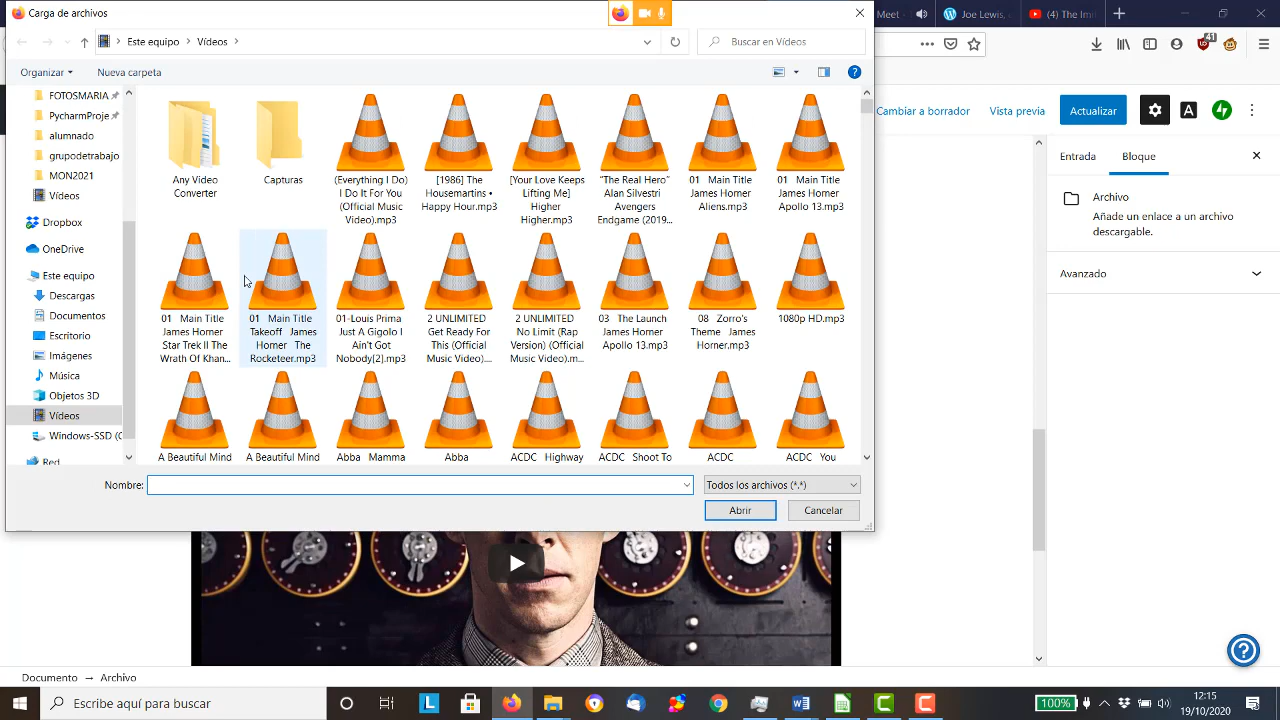 Carga de archivos
Meet -
Joe Lewis,
(4) The Imi
Este equipo > Vídeos >
Buscar en Vídeos
41
Organizar
Nueva carpeta
Cambiar a borrador
Vista previa
Actualizar
A
FOTOSMARIA
PycharmProje
alumnado
grupodetrabajo
MON2021
Vídeos
Dropbox
OneDrive
Este equipo
Descargas
Documentos
Escritorio
Imágenes
Música
Objetos 3D
Vídeos
Windows-SSD (C
Red
Any Video
Converter
Capturas
(Everything I Do)
I Do It For You
(Official Music
Video).mp3
[1986] The
Housemartins •
Happy Hour.mp3
[Your Love Keeps
Lifting Me]
Higher
Higher.mp3
"The Real Hero"
Alan Silvestri
Avengers
Endgame (2019...
01 Main Title
James Horner
Aliens.mp3
01 Main Title
James Horner
Apollo 13.mp3
01 Main Title
James Horner
Star Trek II The
Wrath Of Khan...
01 Main Title
Takeoff James
Horner The
Rocketeer.mp3
01-Louis Prima
Just A Gigolo I
Ain't Got
Nobody[2].mp3
2 UNLIMITED
Get Ready For
This (Official
Music Video)....
2 UNLIMITED
No Limit (Rap
Version) (Official
Music Video).m...
03 The Launch
James Horner
Apollo 13.mp3
08 Zorro's
Theme James
Horner.mp3
1080p HD.mp3
A Beautiful Mind
A Beautiful Mind
Abba Mamma
Abba
ACDC Highway
ACDC Shoot To
ACDC
ACDC You
Nombre:
Todos los archivos (*.*)
Abrir
Cancelar
Entrada
Bloque
Archivo
Añade un enlace a un archivo
descargable.
Avanzado
Documento → Archivo
Escribe aquí para buscar
100%
12:15
19/10/2020